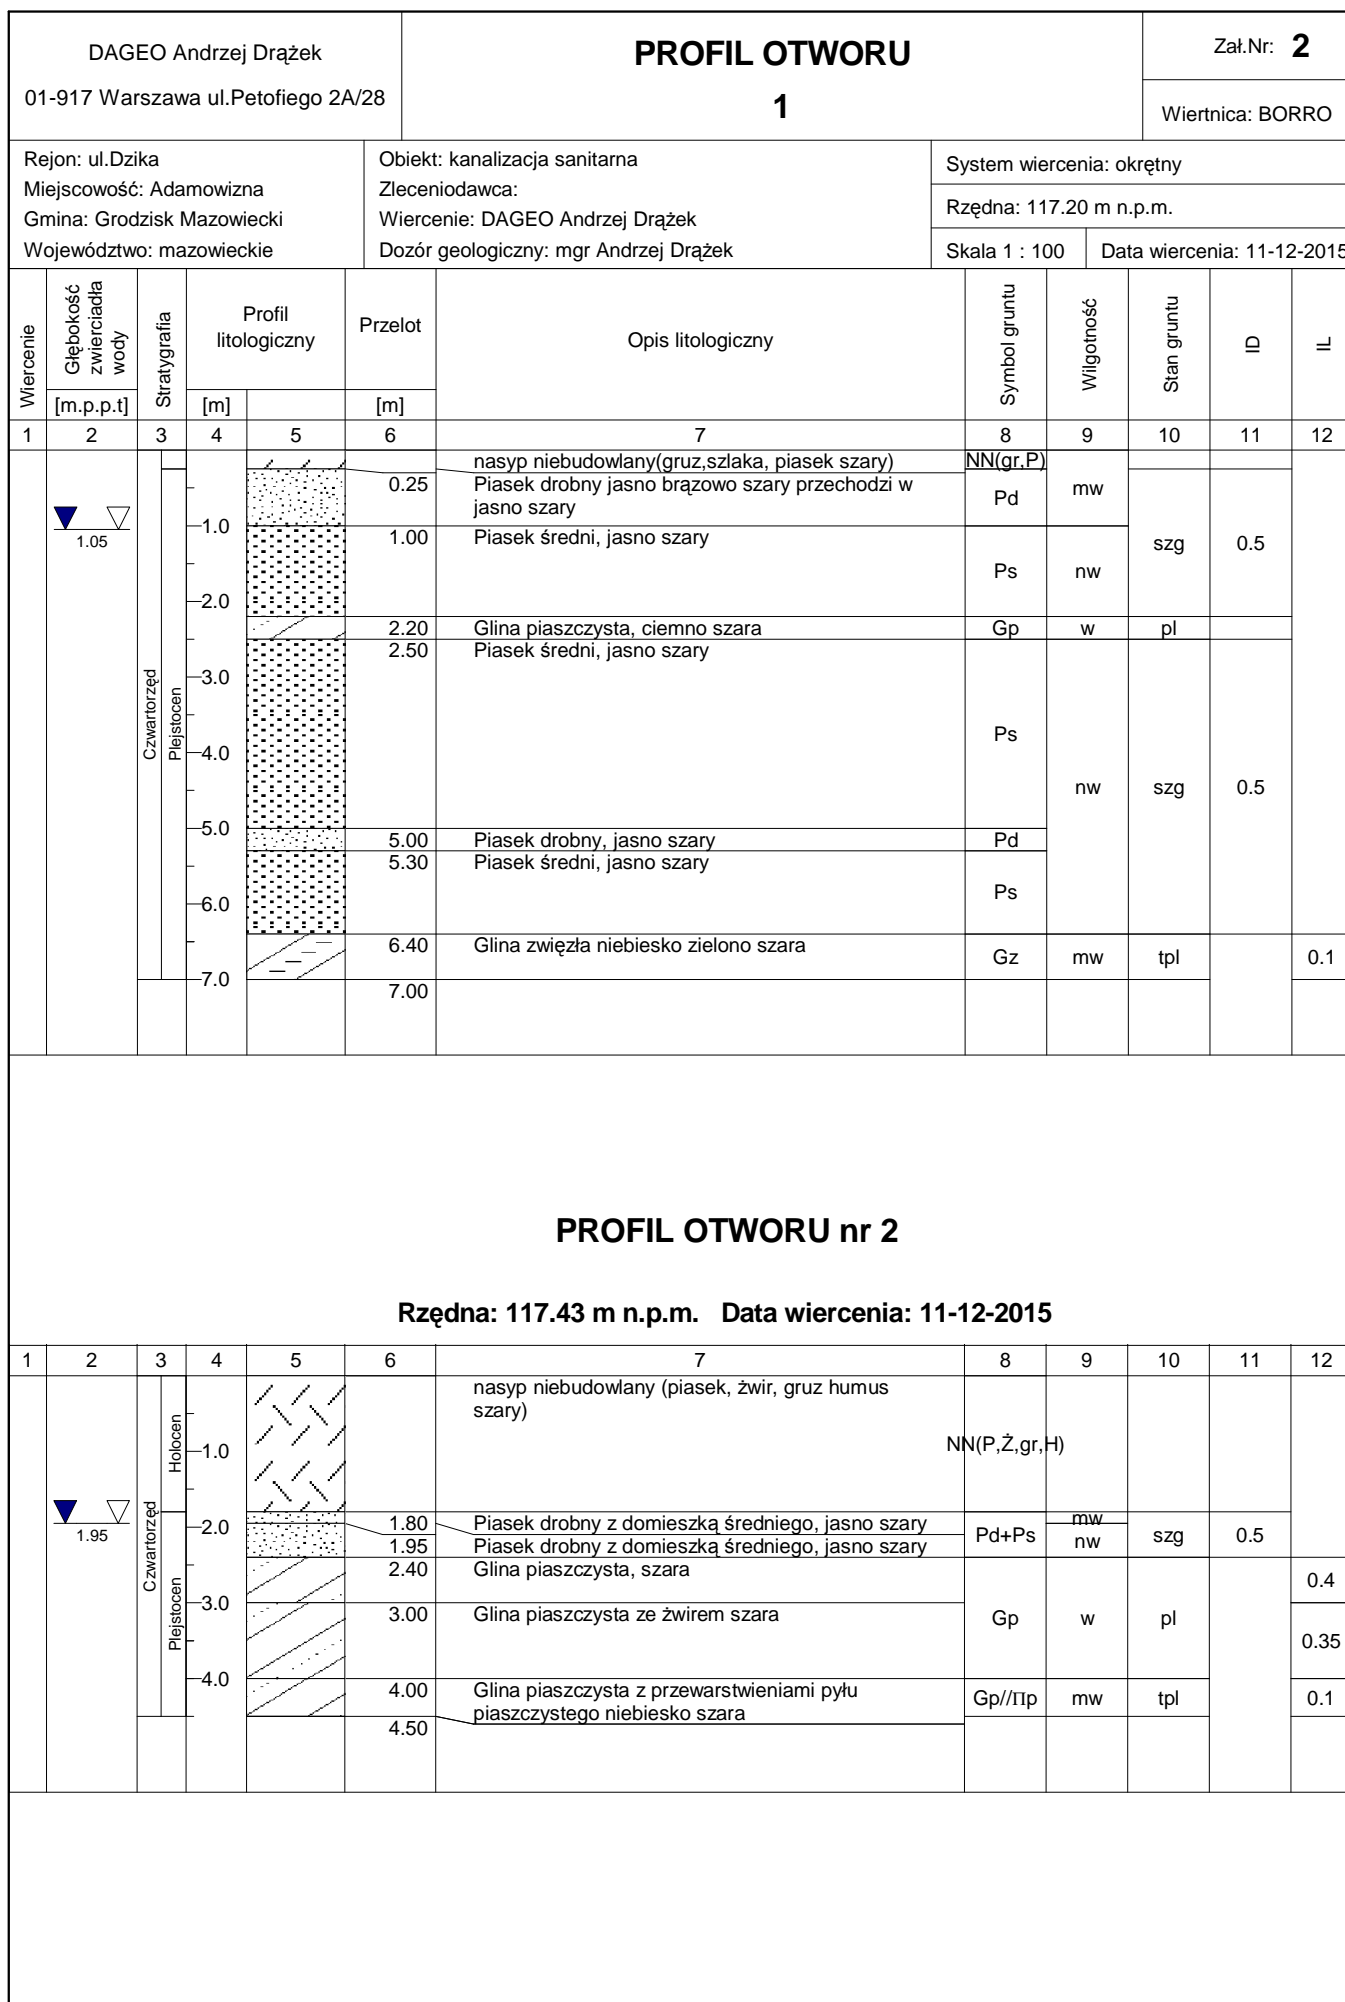 DAGEO Andrzej Drążek
01-917 Warszawa ul.Petofiego 2A/28
PROFIL OTWORU
1
Zał.Nr: 2
Wiertnica: BORRO
Rejon: ul.Dzika
Miejscowość: Adamowizna
Gmina: Grodzisk Mazowiecki
Województwo: mazowieckie
Obiekt: kanalizacja sanitarna
Zleceniodawca:
Wiercenie: DAGEO Andrzej Drążek
Dozór geologiczny: mgr Andrzej Drążek
System wiercenia: okrętny
Rzędna: 117.20 m n.p.m.
Skala 1 : 100 Data wiercenia: 11-12-2015
Wiercenie
Głębokość zwierciadła wody
[m.p.p.t]
Stratygrafia
Profil litologiczny
[m]
Przelot
[m]
Opis litologiczny
Symbol gruntu
Wilgotność
Stan gruntu
ID
IL
1 2 3 4 5 6 7 8 9 10 11 12
nasyp niebudowlany(gruz,szlaka, piasek szary) NN(gr,P)
0.25 Piasek drobny jasno brązowo szary przechodzi w
jasno szary
Pd mw
1.05
1.0
1.00 Piasek średni, jasno szary
Ps nw szg 0.5
2.0
2.20 Glina piaszczysta, ciemno szara Gp w pl
2.50 Piasek średni, jasno szary
3.0
Czwartorzęd
Plejstocen
4.0
Ps
nw szg 0.5
5.0
5.00 Piasek drobny, jasno szary Pd
5.30 Piasek średni, jasno szary
Ps
6.0
6.40 Glina zwięzła niebiesko zielono szara
Gz mw tpl 0.1
7.0
7.00
PROFIL OTWORU nr 2
Rzędna: 117.43 m n.p.m. Data wiercenia: 11-12-2015
1 2 3 4 5 6 7 8 9 10 11 12
nasyp niebudowlany (piasek, żwir, gruz humus
szary)
Holocen
1.0
NN(P,Ż,gr,H)
1.95
Czwartorzęd
2.0
1.80 Piasek drobny z domieszką średniego, jasno szary mw
1.95 Piasek drobny z domieszką średniego, jasno szary
Pd+Ps nw szg 0.5
2.40 Glina piaszczysta, szara 0.4
Plejstocen
3.0
3.00 Glina piaszczysta ze żwirem szara
Gp w pl
0.35
4.0
4.00 Glina piaszczysta z przewarstwieniami pyłu
piaszczystego niebiesko szara
Gp//Πp mw tpl 0.1
4.50